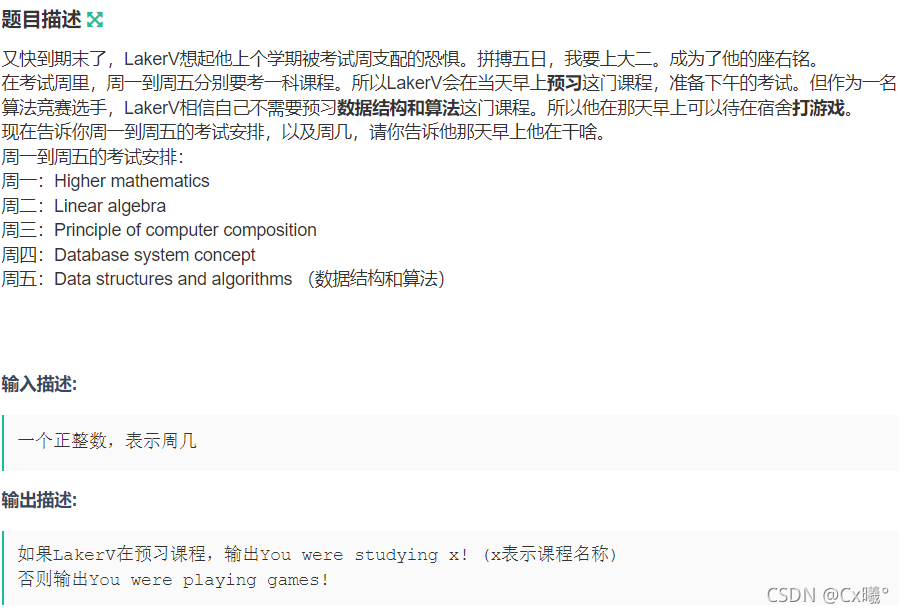 题目描述
又快到期末了，LakerV想起他上个学期被考试周支配的恐惧。拼搏五日，我要上大二。成为了他的座右铭。
在考试周里，周一到周五分别要考一科课程。所以LakerV会在当天早上预习这门课程，准备下午的考试。但作为一名
算法竞赛选手，LakerV相信自己不需要预习数据结构和算法这门课程。所以他在那天早上可以待在宿舍打游戏。
现在告诉你周一到周五的考试安排，以及周几，请你告诉他那天早上他在干啥。
周一到周五的考试安排：
周一：Higher mathematics
周二：Linear algebra
周三：Principle of computer composition
周四：Database system concept
周五：Data structures and algorithms （数据结构和算法）
输入描述:
一个正整数，表示周几
输出描述:
如果LakerV在预习课程，输出You were studying x!（x表示课程名称）
否则输出You were playing games!
CSDN @Cx曦°